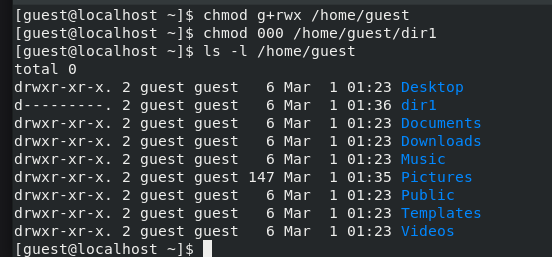 [guest@localhost ~]$ chmod g+rwx /home/guest
[guest@localhost ~]$ chmod 000 /home/guest/dir1
[guest@localhost ~]$ ls -l /home/guest
total 0
drwxr-xr-x. 2 guest guest   6 Mar  1 01:23 Desktop
d---------. 2 guest guest   6 Mar  1 01:36 dir1
drwxr-xr-x. 2 guest guest   6 Mar  1 01:23 Documents
drwxr-xr-x. 2 guest guest   6 Mar  1 01:23 Downloads
drwxr-xr-x. 2 guest guest   6 Mar  1 01:23 Music
drwxr-xr-x. 2 guest guest 147 Mar  1 01:35 Pictures
drwxr-xr-x. 2 guest guest   6 Mar  1 01:23 Public
drwxr-xr-x. 2 guest guest   6 Mar  1 01:23 Templates
drwxr-xr-x. 2 guest guest   6 Mar  1 01:23 Videos
[guest@localhost ~]$